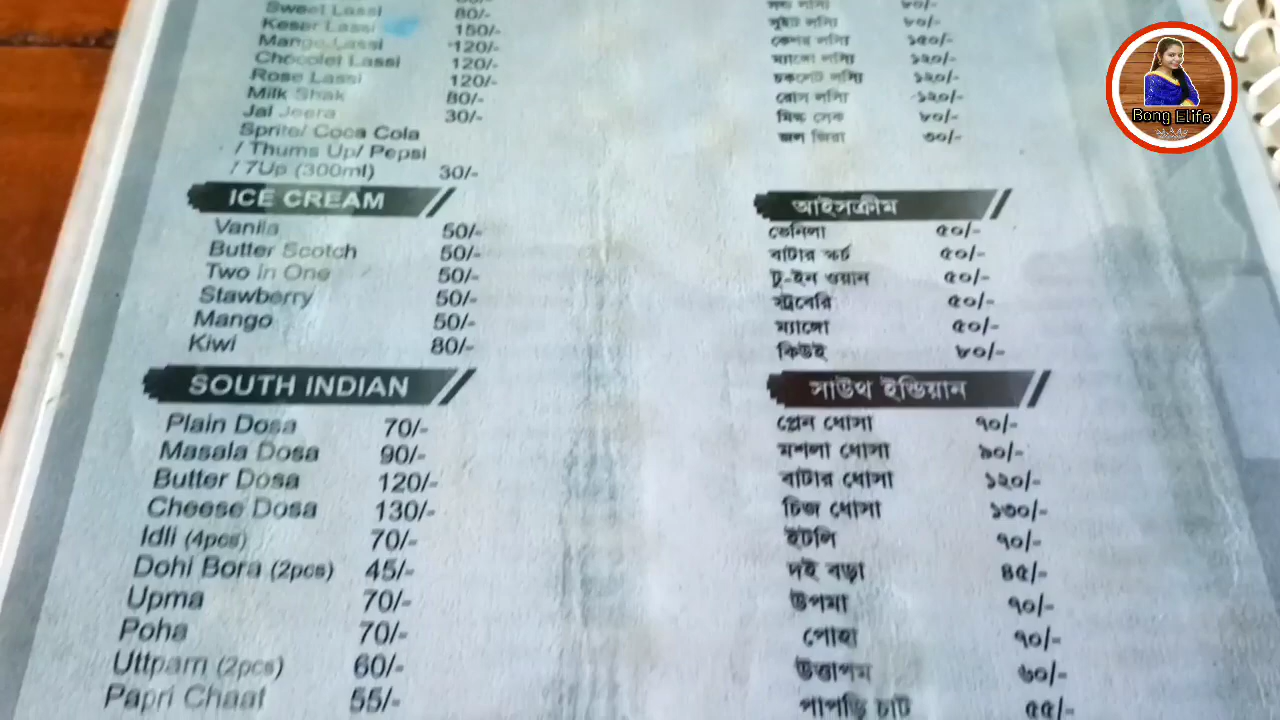 Sweet Lassi 80/-
Kesar Lassi 150/-
Mango Lassi 120/-
Chocolet Lassi 120/-
Rose Lassi 120/-
Milk Shak 80/-
Jal Jeera 30/-
Sprite/ Coca Cola
/ Thums Up/ Pepsi
/ 7Up (300ml) 30/-
ICE CREAM
Vanila 50/-
Butter Scotch 50/-
Two in One 50/-
Stawberry 50/-
Mango 50/-
Kiwi 80/-
SOUTH INDIAN
Plain Dosa 70/-
Masala Dosa 90/-
Butter Dosa 120/-
Cheese Dosa 130/-
Idli (4pcs) 70/-
Dohi Bora (2pcs) 45/-
Upma 70/-
Poha 70/-
Uttpam (2pcs) 60/-
Papri Chaat 55/-
লস্যি ৮০/-
সুইট লস্যি ৮০/-
কেশর লস্যি ১৫০/-
ম্যাঙ্গো লস্যি ১২০/-
চকলেট লস্যি ১২০/-
রোস লস্যি ১২০/-
মিল্ক সেক ৮০/-
জল জিরা ৩০/-
আইসক্রীম
ভেনিলা ৫০/-
বাটার স্কচ ৫০/-
টু-ইন ওয়ান ৫০/-
স্ট্রবেরি ৫০/-
ম্যাঙ্গো ৫০/-
কিউই ৮০/-
সাউথ ইন্ডিয়ান
প্লেন ধোসা ৭০/-
মশলা ধোসা ৯০/-
বাটার ধোসা ১২০/-
চিজ ধোসা ১৩০/-
ইটলি ৭০/-
দই বড়া ৪৫/-
উপমা ৭০/-
পোহা ৭০/-
উত্তাপম ৬০/-
পাপড়ি চাট ৫৫/-
Bong Elife